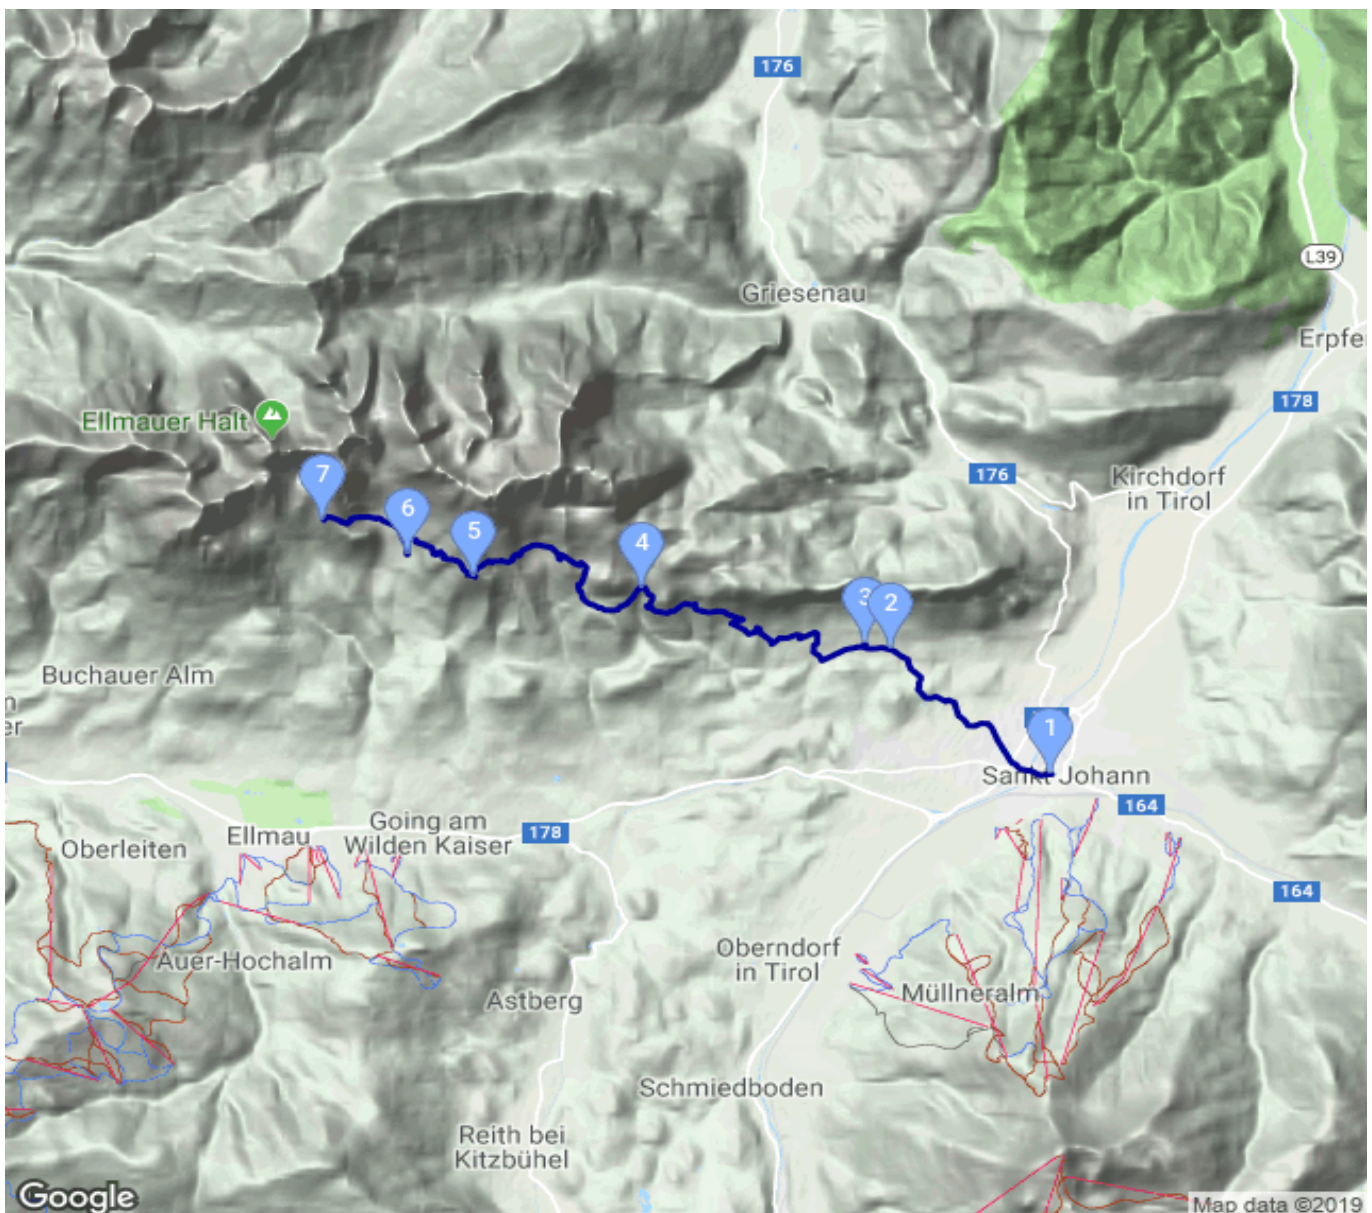 176
L39
Griesenau
Erpfe
178
Ellmauer Halt
176
Kirchdorf
in Tirol
7
6
5
4
3
2
Buchauer Alm
n
er
1
Sankt Johann
164
Ellmau
Going am
Wilden Kaiser
178
Oberleiten
164
Auer-Hochalm
Oberndorf
in Tirol
Astberg
Müllneralm
Schmiedboden
Reith bei
Kitzbühel
Google
Map data ©2019